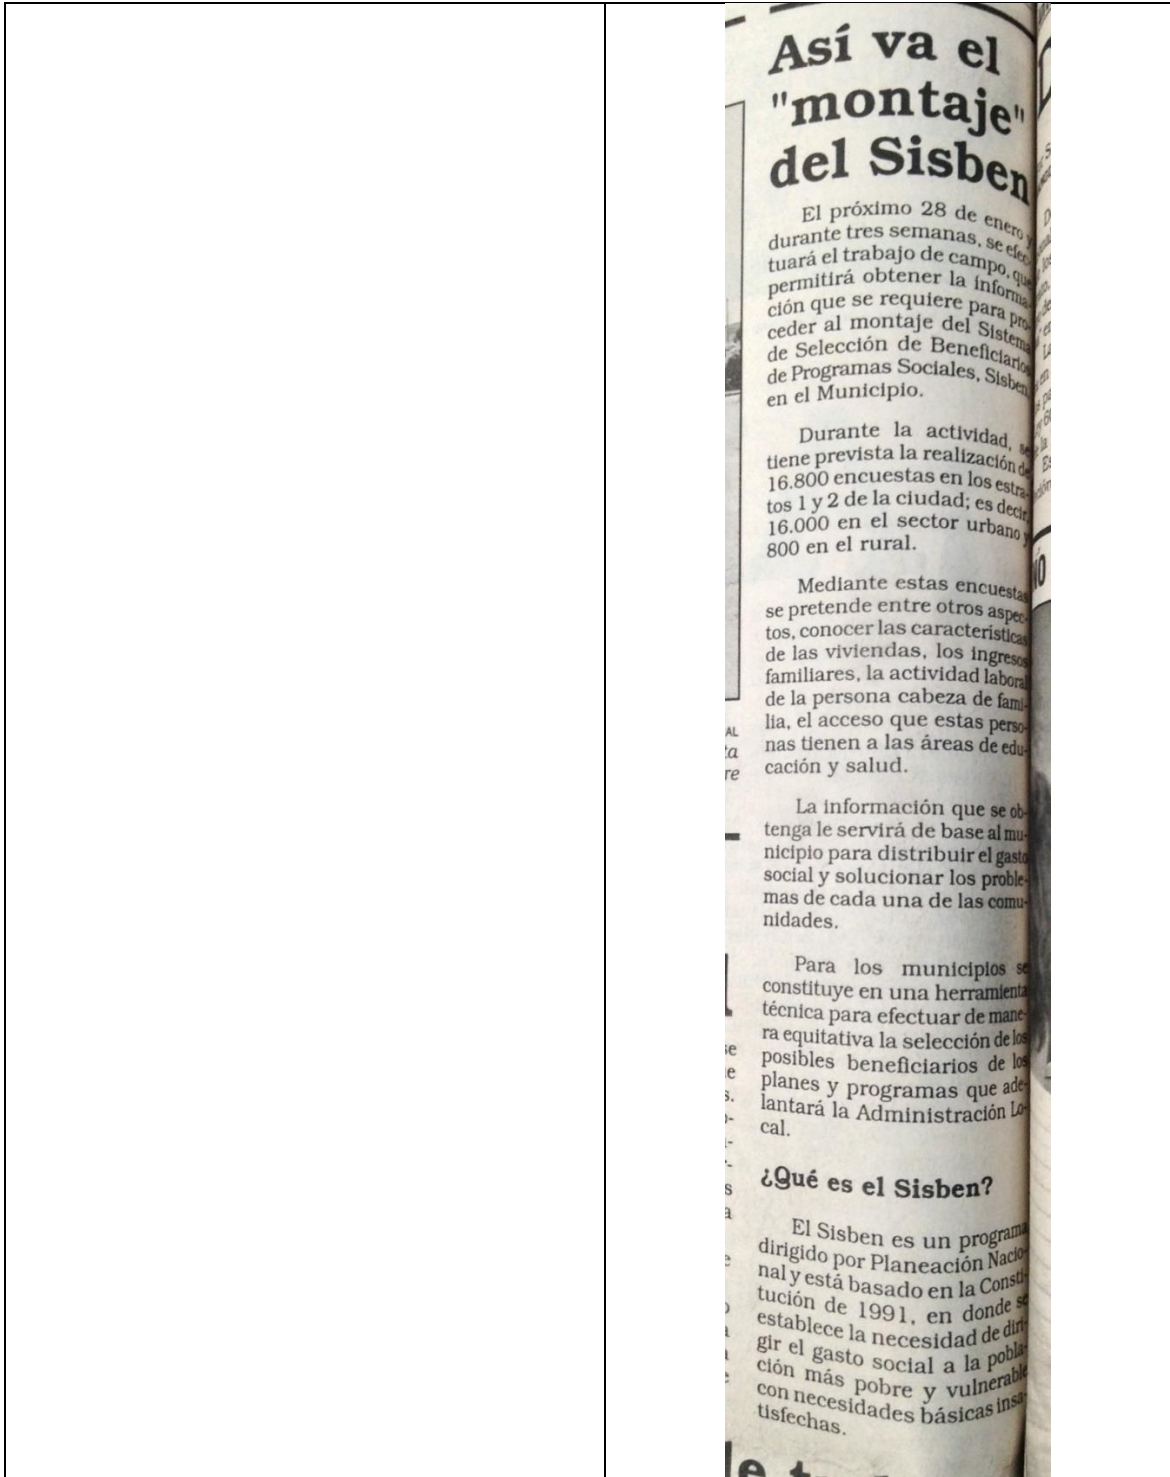 Así va el
"montaje"
del Sisben
El próximo 28 de enero y
durante tres semanas, se efec-
tuará el trabajo de campo, que
permitirá obtener la informa-
ción que se requiere para pro-
ceder al montaje del Sistema
de Selección de Beneficiarios
de Programas Sociales, Sisben,
en el Municipio.
Durante la actividad, se
tiene prevista la realización de
16.800 encuestas en los estra-
tos 1 y 2 de la ciudad; es decir,
16.000 en el sector urbano y
800 en el rural.
Mediante estas encuestas
se pretende entre otros aspec-
tos, conocer las características
de las viviendas, los ingresos
familiares, la actividad laboral
de la persona cabeza de fami-
lia, el acceso que estas perso-
nas tienen a las áreas de edu-
cación y salud.
La información que se ob-
tenga le servirá de base al mu-
nicipio para distribuir el gasto
social y solucionar los proble-
mas de cada una de las comu-
nidades.
Para los municipios se
constituye en una herramienta
técnica para efectuar de mane-
ra equitativa la selección de los
posibles beneficiarios de los
planes y programas que ade-
lantará la Administración Lo-
cal.
¿Qué es el Sisben?
El Sisben es un programa
dirigido por Planeación Nacio-
nal y está basado en la Consti-
tución de 1991, en donde se
establece la necesidad de diri-
gir el gasto social a la pobla-
ción más pobre y vulnerable
con necesidades básicas insa-
tisfechas.